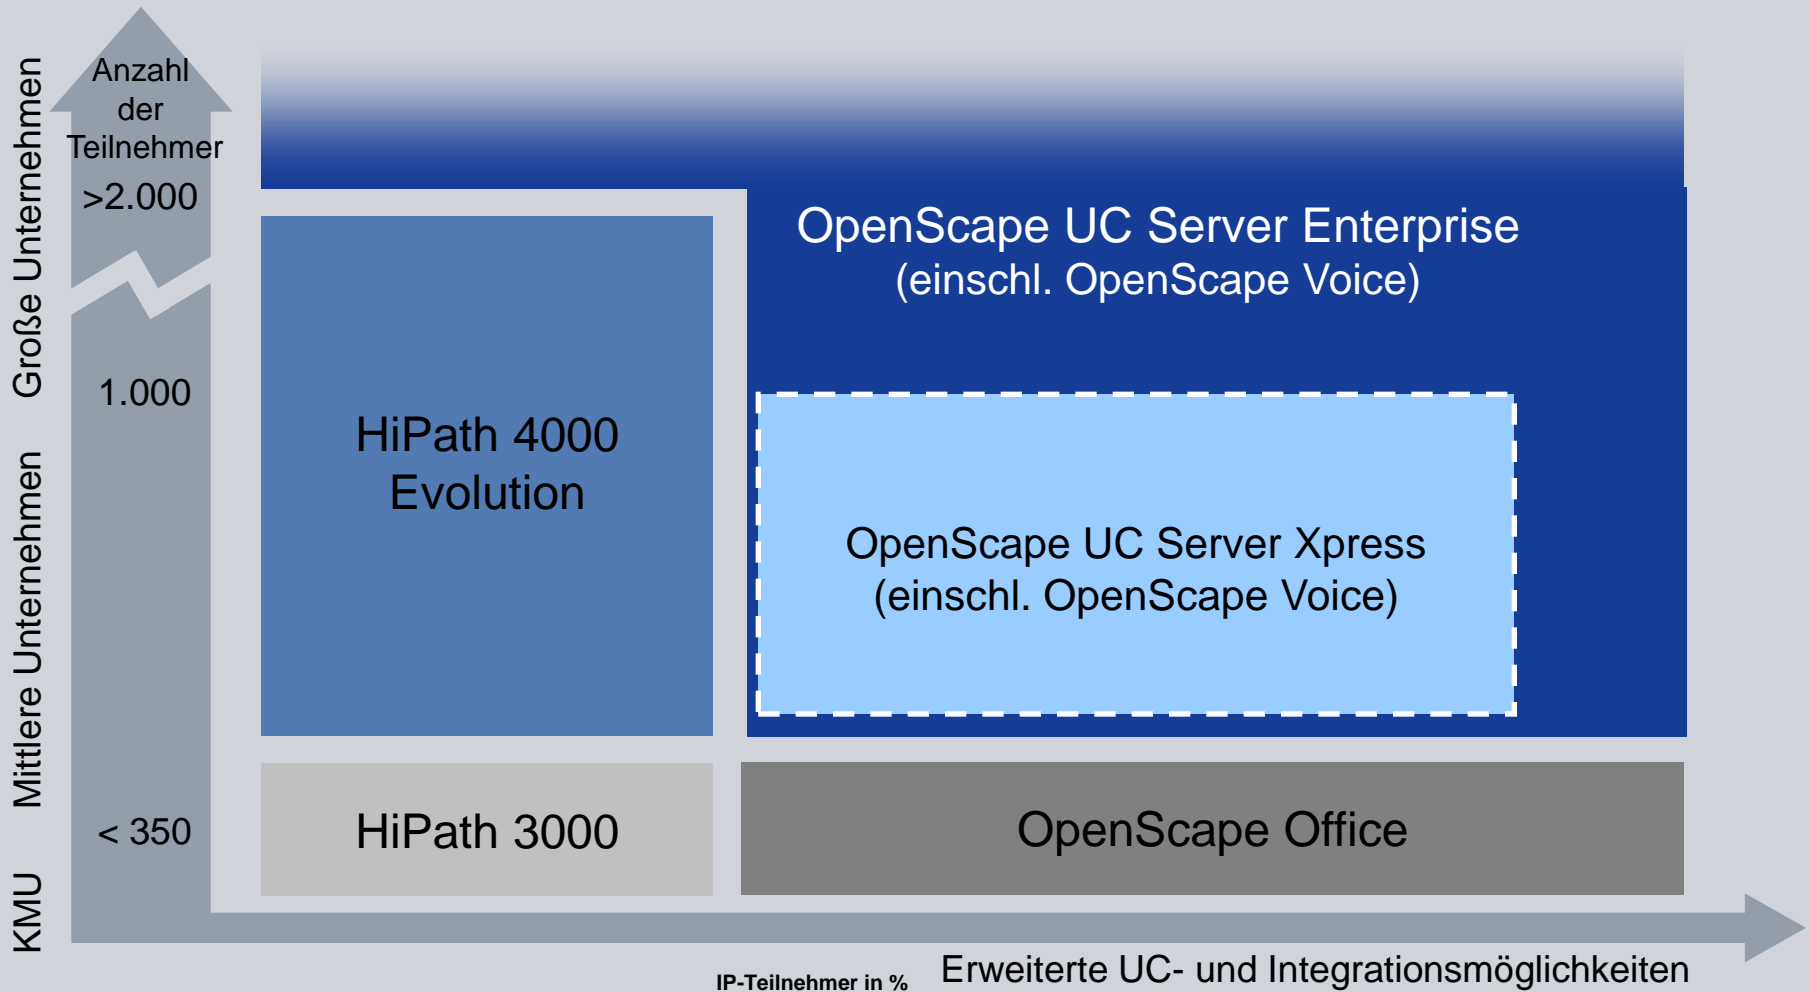 Anzahl
der
Teilnehmer
>2.000
1.000
< 350
Große Unternehmen
Mittlere Unternehmen
KMU
OpenScape UC Server Enterprise
(einschl. OpenScape Voice)
HiPath 4000
Evolution
OpenScape UC Server Xpress
(einschl. OpenScape Voice)
HiPath 3000
OpenScape Office
IP-Teilnehmer in %
Erweiterte UC- und Integrationsmöglichkeiten